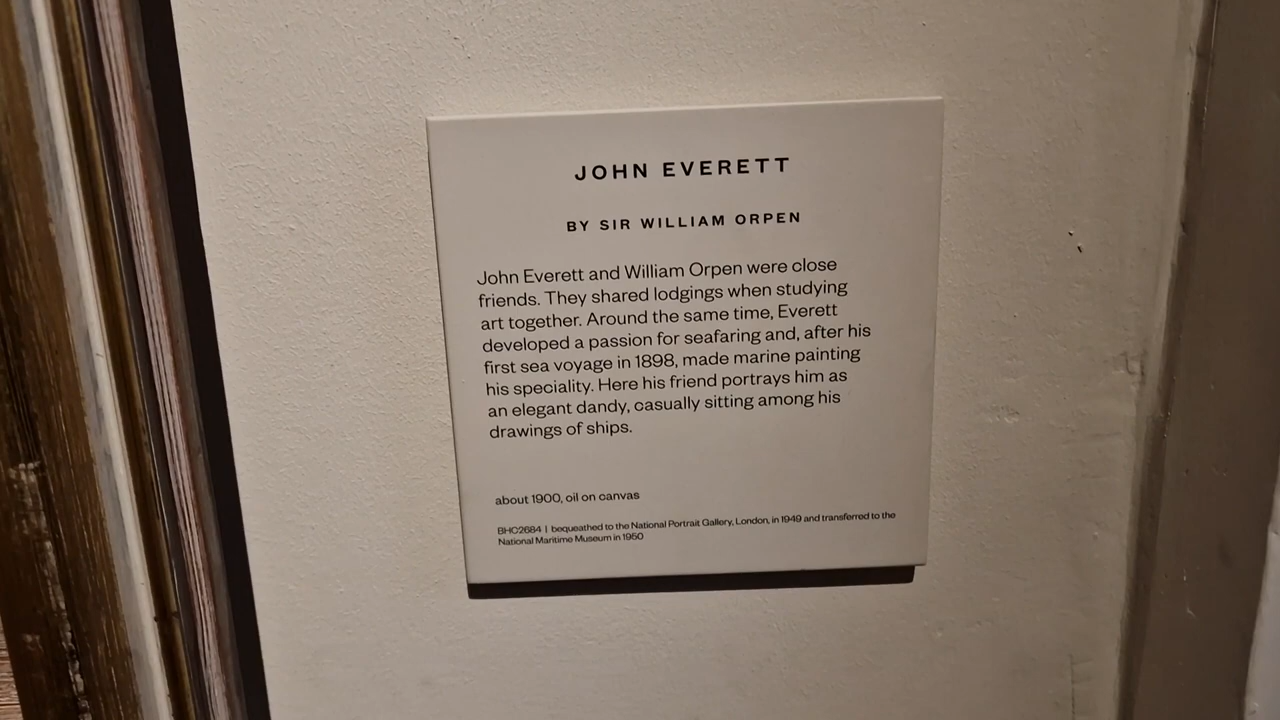 JOHN EVERETT
BY SIR WILLIAM ORPEN
John Everett and William Orpen were close
friends. They shared lodgings when studying
art together. Around the same time, Everett
developed a passion for seafaring and, after his
first sea voyage in 1898, made marine painting
his speciality. Here his friend portrays him as
an elegant dandy, casually sitting among his
drawings of ships.
about 1900, oil on canvas
BHC2684 | bequeathed to the National Portrait Gallery, London, in 1949 and transferred to the
National Maritime Museum in 1950